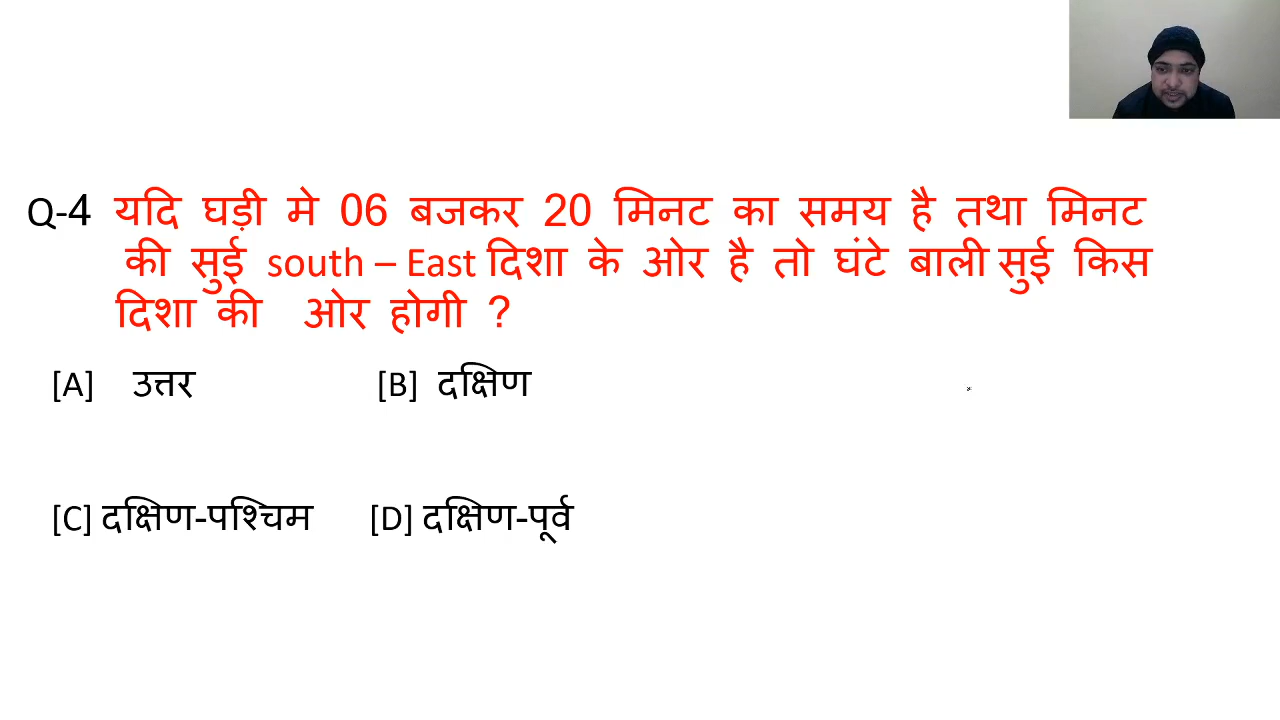 Q-4 यदि घड़ी मे 06 बजकर 20 मिनट का समय है तथा मिनट
की सुई south – East दिशा के ओर है तो घंटे बाली सुई किस
दिशा की ओर होगी ?
[A] उत्तर [B] दक्षिण
[C] दक्षिण-पश्चिम [D] दक्षिण-पूर्व